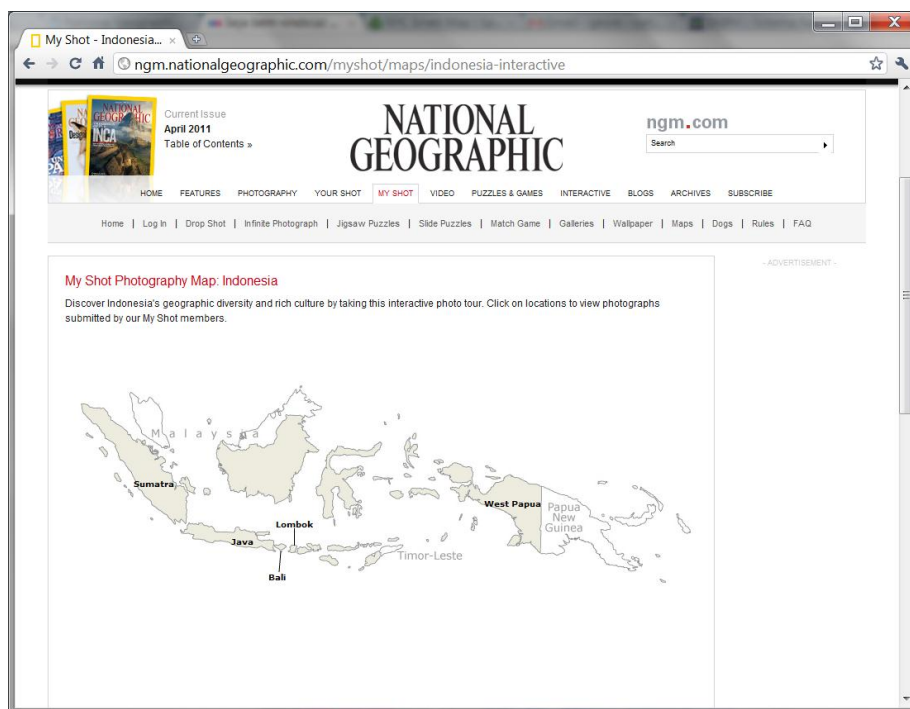 My Shot - Indonesia...
ngm.nationalgeographic.com/myshot/maps/indonesia-interactive
NATIONAL GEOGRAPHIC
INCA
Current Issue
April 2011
Table of Contents »
NATIONAL
GEOGRAPHIC
ngm.com
Search
HOME FEATURES PHOTOGRAPHY YOUR SHOT MY SHOT VIDEO PUZZLES & GAMES INTERACTIVE BLOGS ARCHIVES SUBSCRIBE
Home | Log In | Drop Shot | Infinite Photograph | Jigsaw Puzzles | Slide Puzzles | Match Game | Galleries | Wallpaper | Maps | Dogs | Rules | FAQ
- ADVERTISEMENT -
My Shot Photography Map: Indonesia
Discover Indonesia's geographic diversity and rich culture by taking this interactive photo tour. Click on locations to view photographs
submitted by our My Shot members.
Malaysia
Sumatra
West Papua
Papua
New
Guinea
Lombok
Java
Timor-Leste
Bali